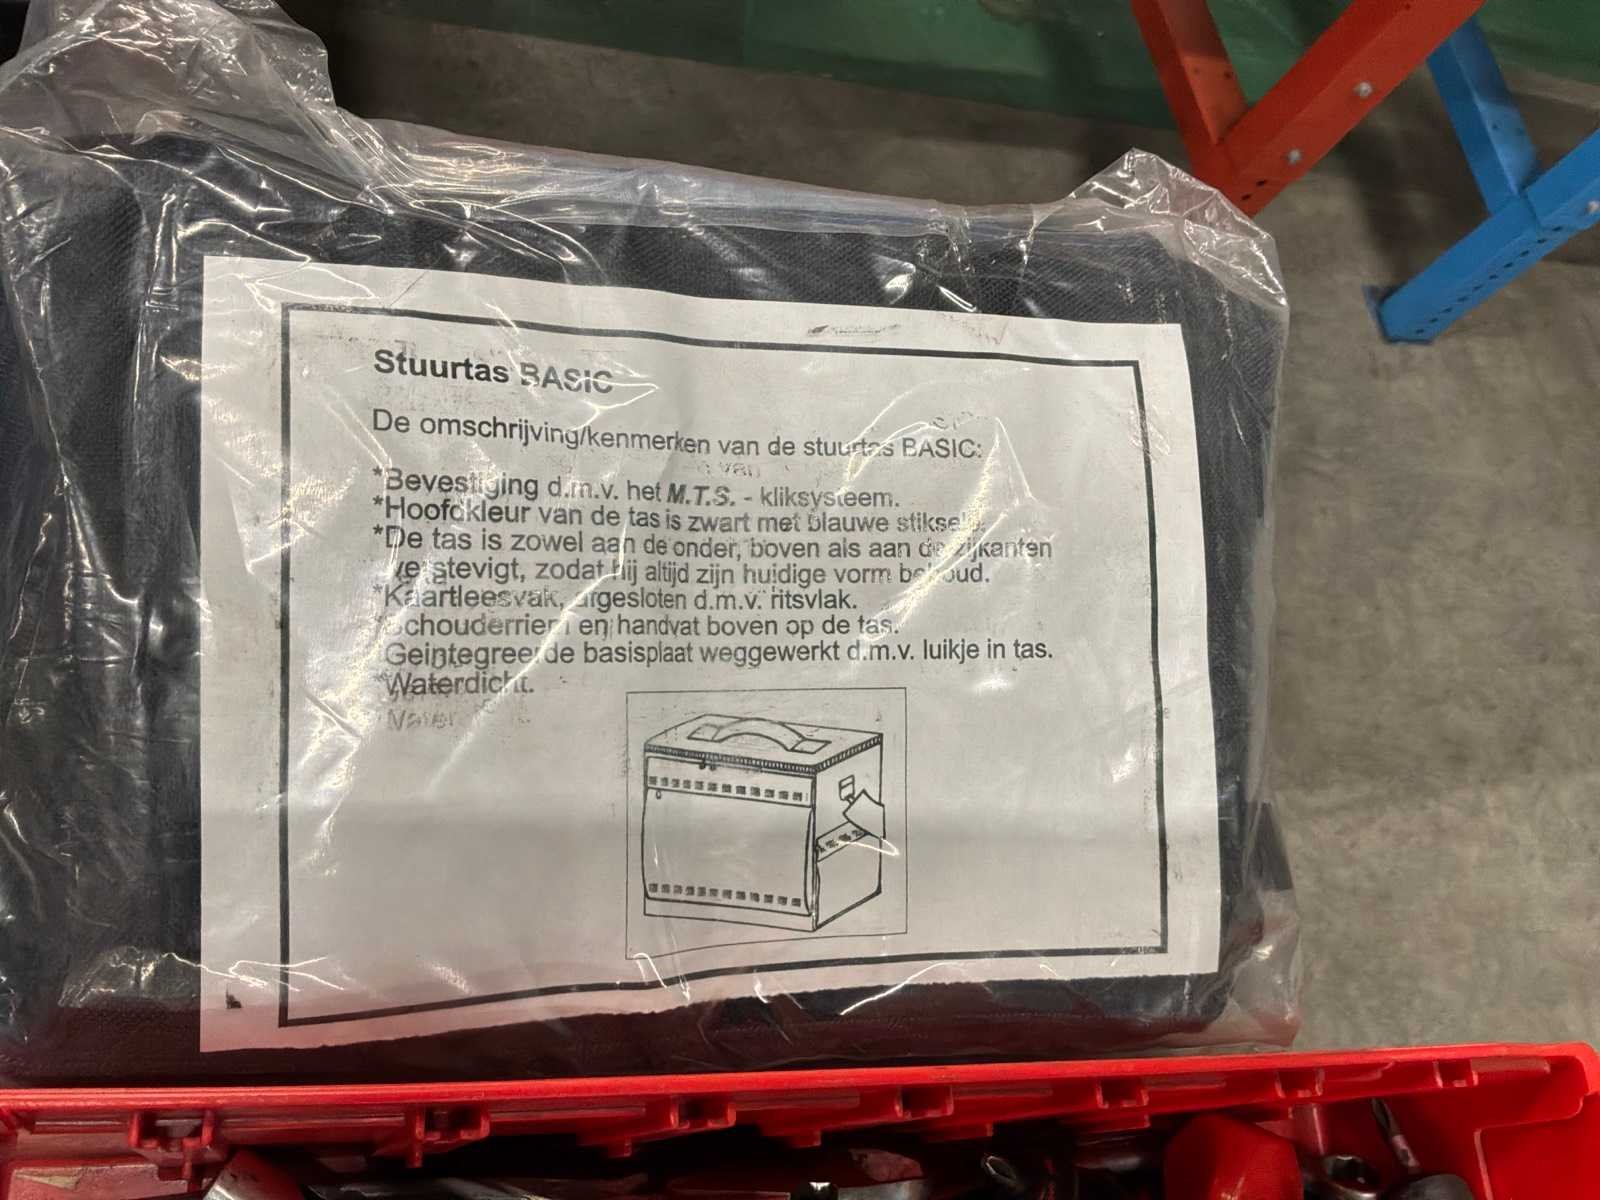 Stuurtas BASIC
De omschrijving/kenmerken van de stuurtas BASIC:
*Bevestiging d.m.v. het M.T.S. - kliksysteem.
*Hoofdkleur van de tas is zwart met blauwe stiksels.
*De tas is zowel aan de onder, boven als aan de zijkanten
verstevigt, zodat hij altijd zijn huidige vorm behoud.
*Kaartleesvak, afgesloten d.m.v. ritsvlak.
*Schouderriem en handvat boven op de tas.
*Geintegreerde basisplaat weggewerkt d.m.v. luikje in tas.
*Waterdicht.